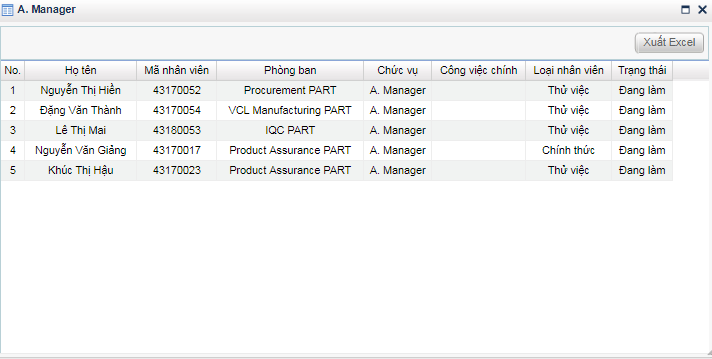 A. Manager
Xuất Excel
No. Họ tên Mã nhân viên Phòng ban Chức vụ Công việc chính Loại nhân viên Trạng thái
1 Nguyễn Thị Hiền 43170052 Procurement PART A. Manager Thử việc Đang làm
2 Đặng Văn Thành 43170054 VCL Manufacturing PART A. Manager Thử việc Đang làm
3 Lê Thị Mai 43180053 IQC PART A. Manager Thử việc Đang làm
4 Nguyễn Văn Giảng 43170017 Product Assurance PART A. Manager Chính thức Đang làm
5 Khúc Thị Hậu 43170023 Product Assurance PART A. Manager Thử việc Đang làm